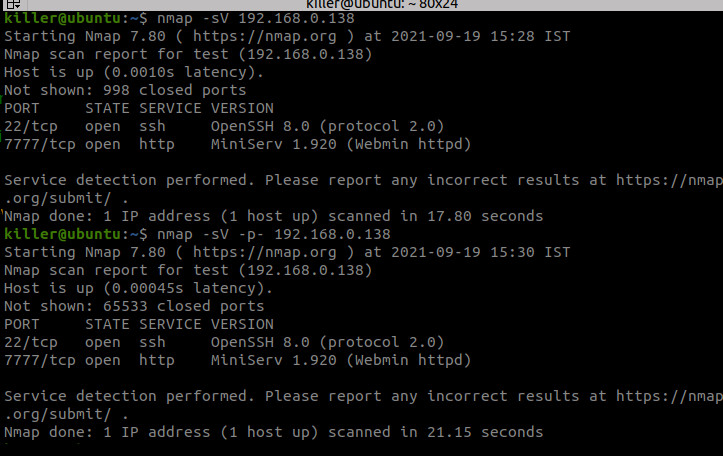 killer@ubuntu: ~ 80x24
killer@ubuntu:~$ nmap -sV 192.168.0.138
Starting Nmap 7.80 ( https://nmap.org ) at 2021-09-19 15:28 IST
Nmap scan report for test (192.168.0.138)
Host is up (0.0010s latency).
Not shown: 998 closed ports
PORT     STATE SERVICE VERSION
22/tcp   open  ssh     OpenSSH 8.0 (protocol 2.0)
7777/tcp open  http    MiniServ 1.920 (Webmin httpd)

Service detection performed. Please report any incorrect results at https://nmap
.org/submit/ .
Nmap done: 1 IP address (1 host up) scanned in 17.80 seconds
killer@ubuntu:~$ nmap -sV -p- 192.168.0.138
Starting Nmap 7.80 ( https://nmap.org ) at 2021-09-19 15:30 IST
Nmap scan report for test (192.168.0.138)
Host is up (0.00045s latency).
Not shown: 65533 closed ports
PORT     STATE SERVICE VERSION
22/tcp   open  ssh     OpenSSH 8.0 (protocol 2.0)
7777/tcp open  http    MiniServ 1.920 (Webmin httpd)

Service detection performed. Please report any incorrect results at https://nmap
.org/submit/ .
Nmap done: 1 IP address (1 host up) scanned in 21.15 seconds